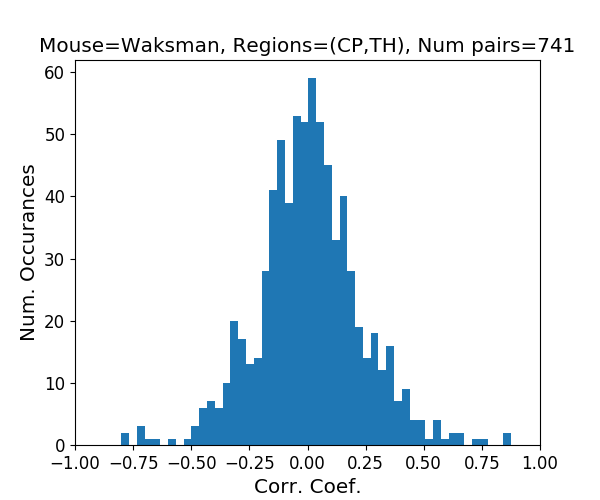 Mouse=Waksman, Regions=(CP,TH), Num pairs=741
60
50
40
30
20
10
0
Num. Occurances
−1.00 −0.75 −0.50 −0.25 0.00 0.25 0.50 0.75 1.00
Corr. Coef.